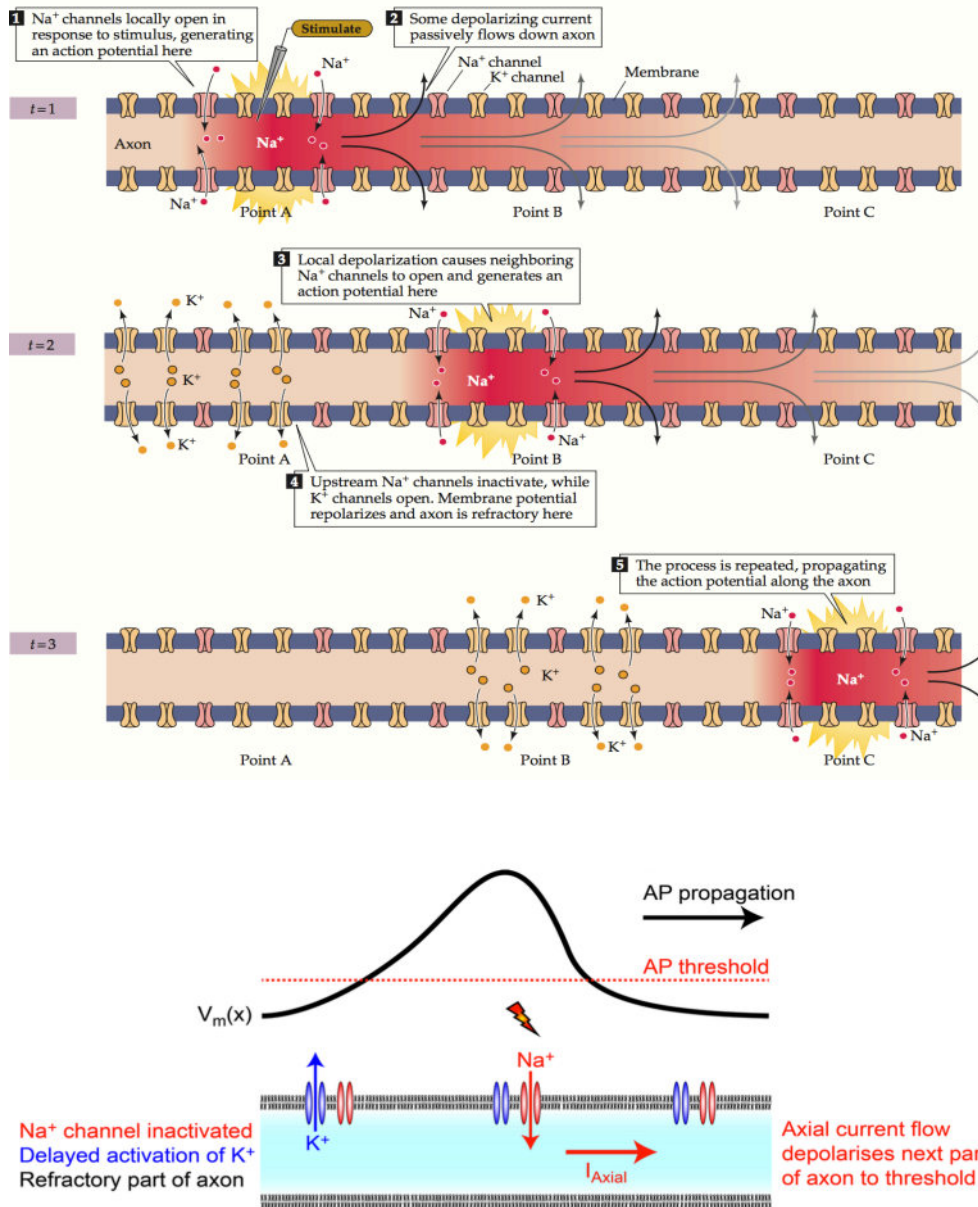 1 Na+ channels locally open in
response to stimulus, generating
an action potential here
Stimulate
2 Some depolarizing current
passively flows down axon
Na+
Na+
Na+ channel
K+ channel
Membrane
t=1
Axon
Na+
Na+
Point A
Point B
Point C
3 Local depolarization causes neighboring
Na+ channels to open and generates an
action potential here
K+
Na+
t=2
K+
Na+
K+
Na+
Point A
Point B
Point C
4 Upstream Na+ channels inactivate, while
K+ channels open. Membrane potential
repolarizes and axon is refractory here
5 The process is repeated, propagating
the action potential along the axon
K+
Na+
t=3
K+
Na+
K+
Na+
Point A
Point B
Point C
AP propagation
AP threshold
Vm(x)
Na+
Na+ channel inactivated
Delayed activation of K+
Refractory part of axon
K+
IAxial
Axial current flow
depolarises next par
of axon to threshold